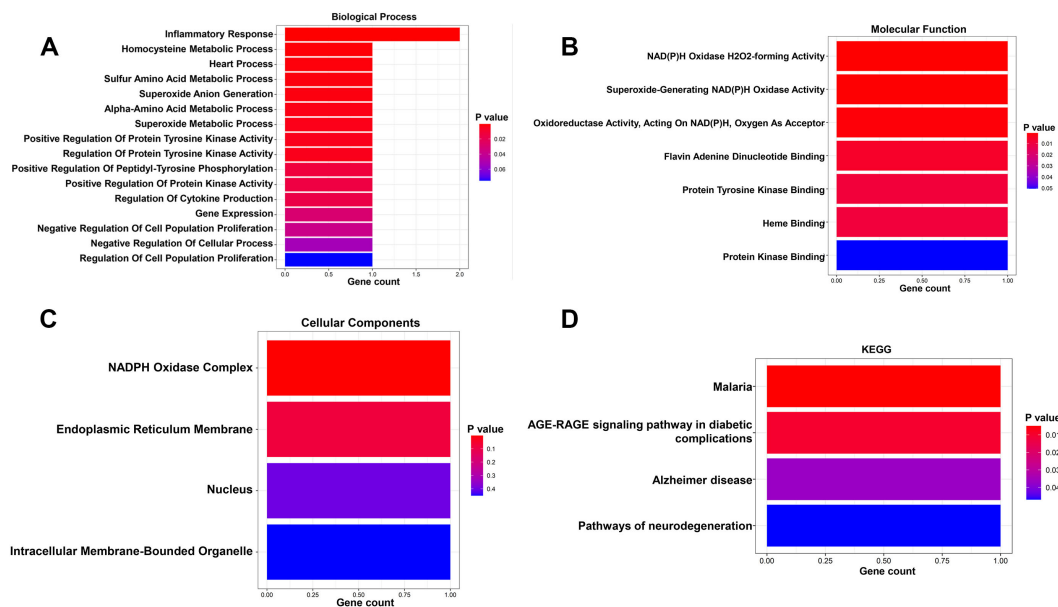 A
Biological Process
Inflammatory Response
Homocysteine Metabolic Process
Heart Process
Sulfur Amino Acid Metabolic Process
Superoxide Anion Generation
Alpha-Amino Acid Metabolic Process
Superoxide Metabolic Process
Positive Regulation Of Protein Tyrosine Kinase Activity
Regulation Of Protein Tyrosine Kinase Activity
Positive Regulation Of Peptidyl-Tyrosine Phosphorylation
Positive Regulation Of Protein Kinase Activity
Regulation Of Cytokine Production
Gene Expression
Negative Regulation Of Cell Population Proliferation
Negative Regulation Of Cellular Process
Regulation Of Cell Population Proliferation
0.0 0.5 1.0 1.5 2.0
Gene count
P value
0.02
0.06
B
Molecular Function
NAD(P)H Oxidase H2O2-forming Activity
Superoxide-Generating NAD(P)H Oxidase Activity
Oxidoreductase Activity, Acting On NAD(P)H, Oxygen As Acceptor
Flavin Adenine Dinucleotide Binding
Protein Tyrosine Kinase Binding
Heme Binding
Protein Kinase Binding
0.00 0.25 0.50 0.75 1.00
Gene count
P value
0.01
0.02
0.03
0.04
0.05
C
Cellular Components
NADPH Oxidase Complex
Endoplasmic Reticulum Membrane
Nucleus
Intracellular Membrane-Bounded Organelle
0.00 0.25 0.50 0.75 1.00
Gene count
P value
0.1
0.2
0.3
0.4
D
KEGG
Malaria
AGE-RAGE signaling pathway in diabetic
complications
Alzheimer disease
Pathways of neurodegeneration
0.00 0.25 0.50 0.75 1.00
Gene count
P value
0.01
0.02
0.03
0.04